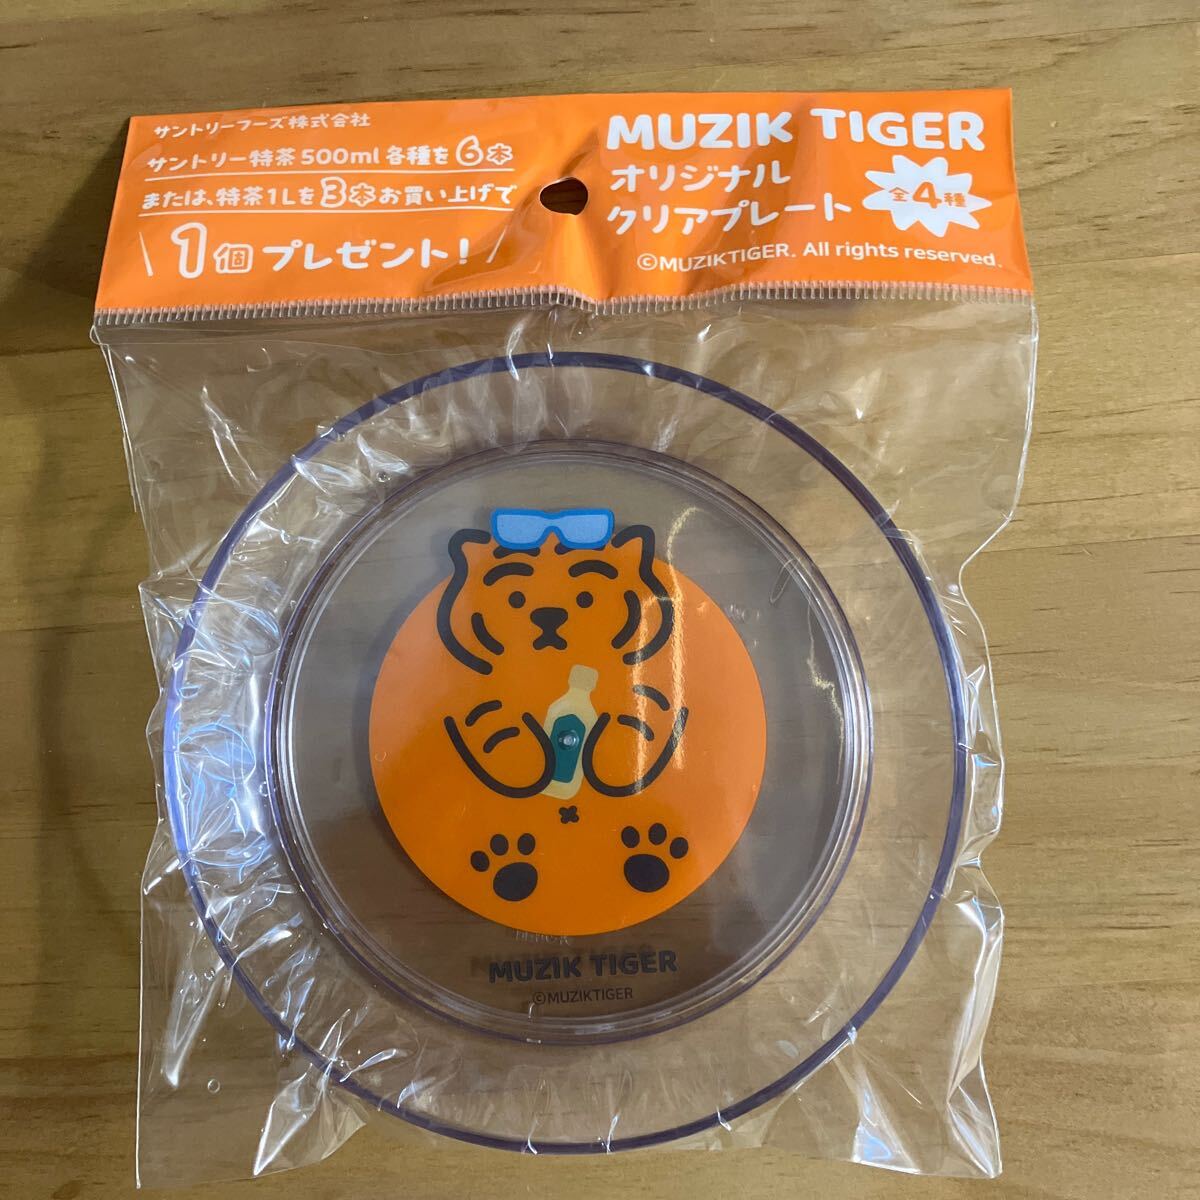 サントリーフーズ株式会社
サントリー特茶500ml各種を6本
または、特茶1Lを3本お買い上げで
1個プレゼント!
MUZIK TIGER
オリジナル
クリアプレート
全4種
©MUZIKTIGER. All rights reserved.
MUZIK TIGER
©MUZIKTIGER